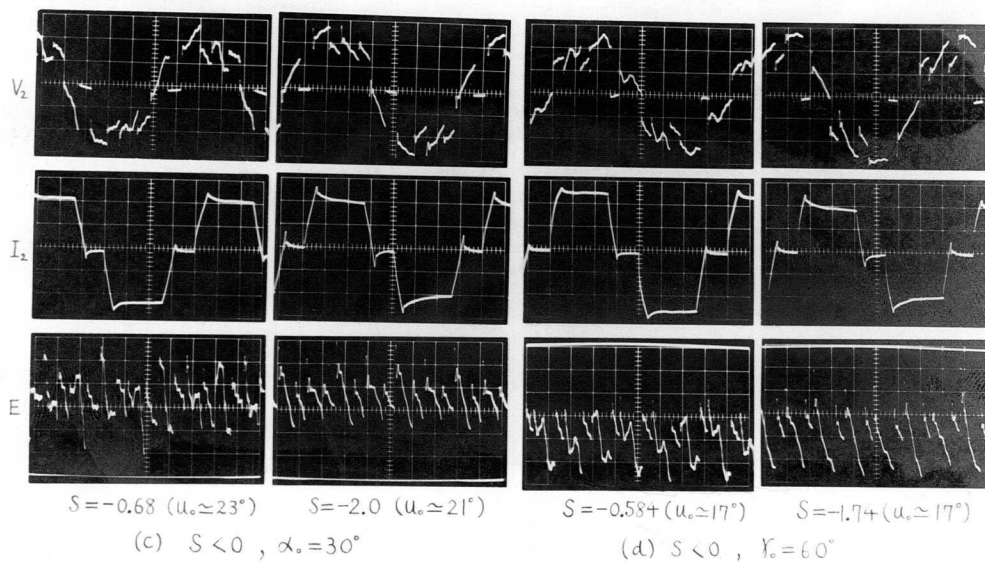 V₂
I₂
E
S=-0.68 (u₀≃23°) S=-2.0 (u₀≃21°) S=-0.584 (u₀≃17°) S=-1.74 (u₀≃17°)
(c) S<0 , α₀=30° (d) S<0 , γ₀=60°